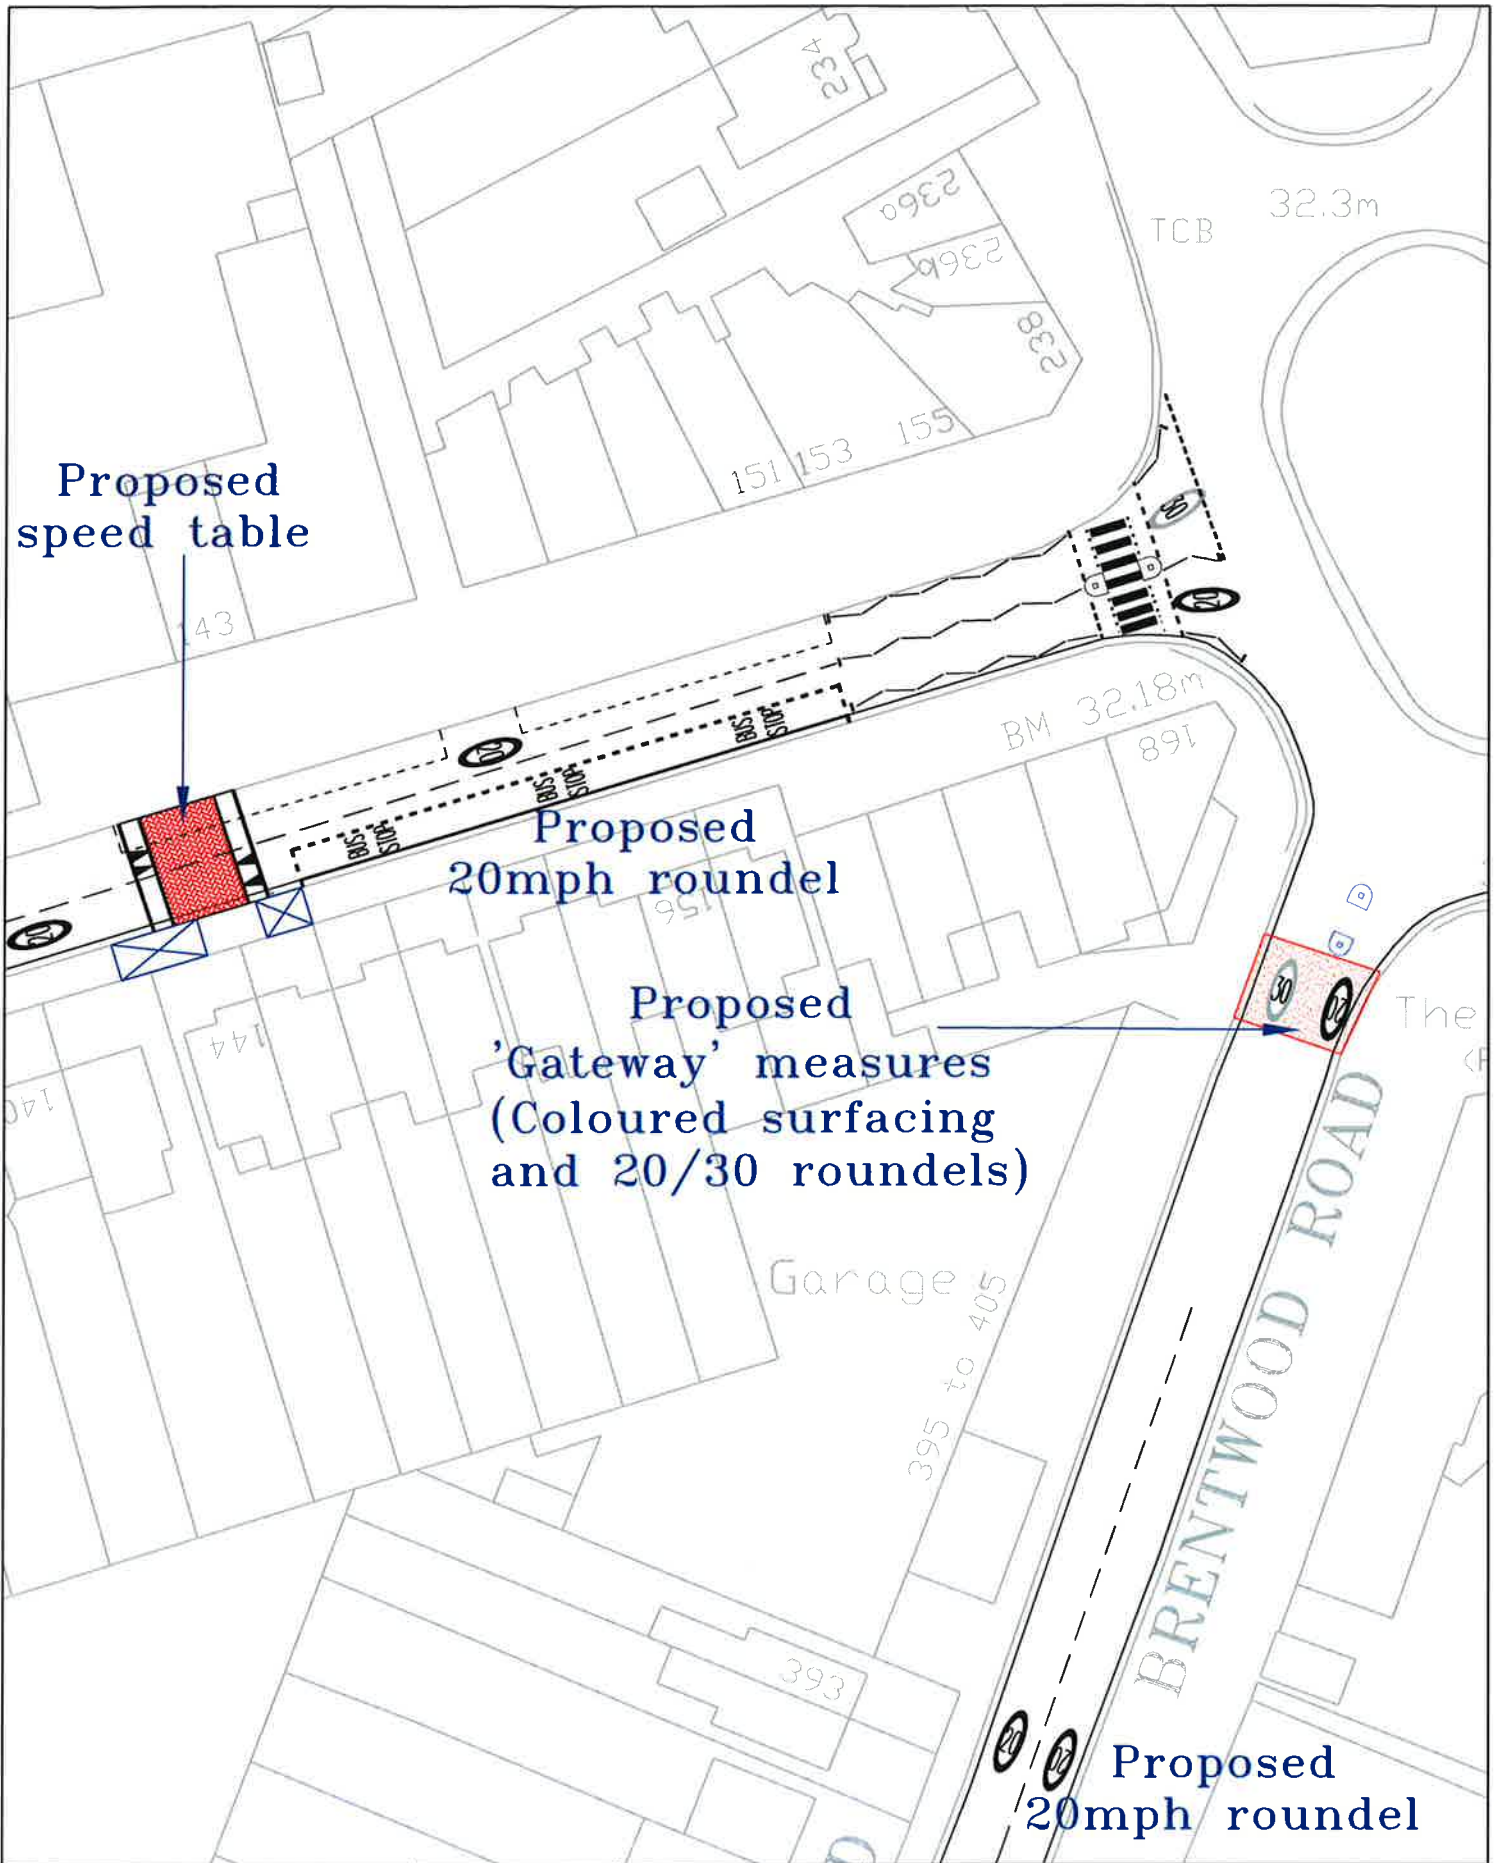 234
236a
32.3m
TCB
236b
238
155
151 153
Proposed
speed table
30
20
143
BM 32.18m
168
20
BUS
STOP
BUS
STOP
BUS
STOP
Proposed
20mph roundel
156
20
30
20
The
Proposed
'Gateway' measures
(Coloured surfacing
and 20/30 roundels)
144
140
Garage
395 to 405
BRENTWOOD ROAD
393
20
20
Proposed
20mph roundel
D